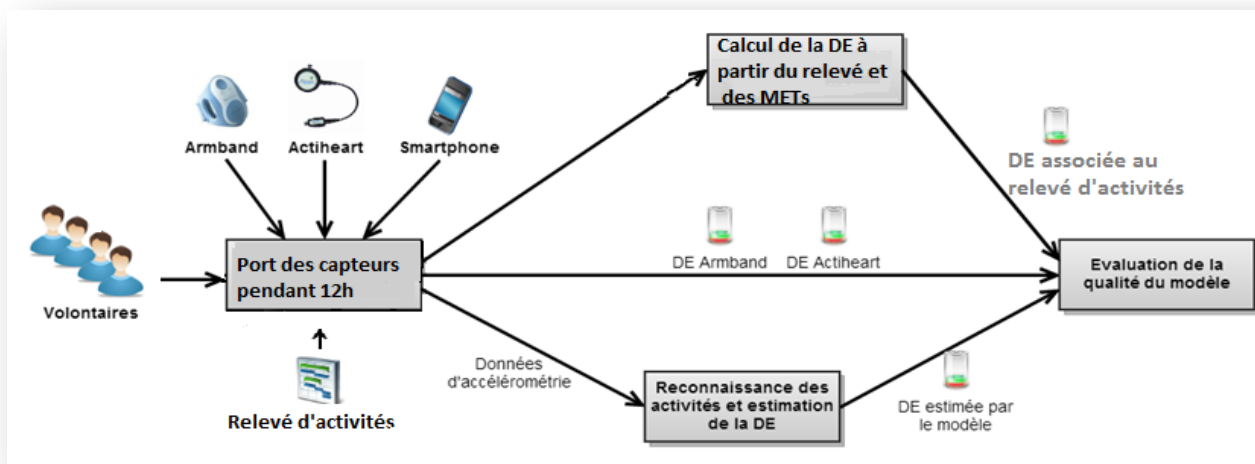 Calcul de la DE à
partir du relevé et
des METs
Armband
Actiheart
Smartphone
DE associée au
relevé d'activités
Port des capteurs
pendant 12h
DE Armband
DE Actiheart
Evaluation de la
qualité du modèle
Volontaires
Données
d'accélérométrie
Reconnaissance des
activités et estimation
de la DE
DE estimée par
le modèle
Relevé d'activités